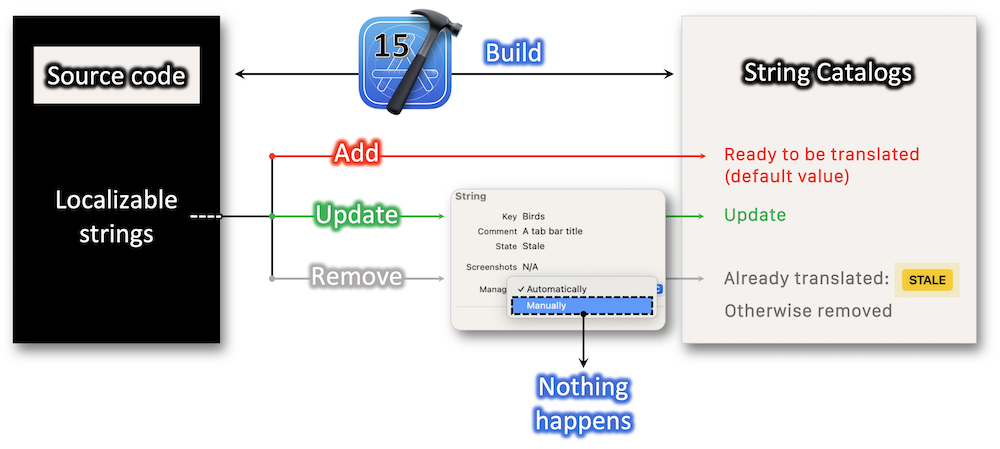 15
Source code
Build
String Catalogs
Add
Ready to be translated
(default value)
Localizable
strings
Update
String
Key Birds
Comment A tab bar title
State Stale
Screenshots N/A
Manag
✓ Automatically
Manually
Update
Remove
Already translated: STALE
Otherwise removed
Nothing
happens